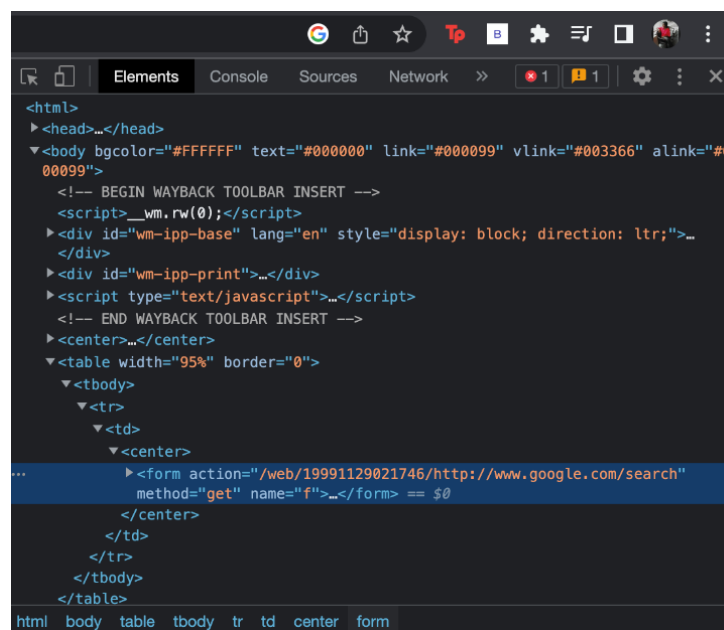 Tp B
Elements Console Sources Network » 1 1
<html>
<head>…</head>
<body bgcolor="#FFFFFF" text="#000000" link="#000099" vlink="#003366" alink="#
00099">
<!-- BEGIN WAYBACK TOOLBAR INSERT -->
<script>__wm.rw(0);</script>
<div id="wm-ipp-base" lang="en" style="display: block; direction: ltr;">…
</div>
<div id="wm-ipp-print">…</div>
<script type="text/javascript">…</script>
<!-- END WAYBACK TOOLBAR INSERT -->
<center>…</center>
<table width="95%" border="0">
<tbody>
<tr>
<td>
<center>
<form action="/web/19991129021746/http://www.google.com/search"
method="get" name="f">…</form> == $0
</center>
</td>
</tr>
</tbody>
</table>
html body table tbody tr td center form